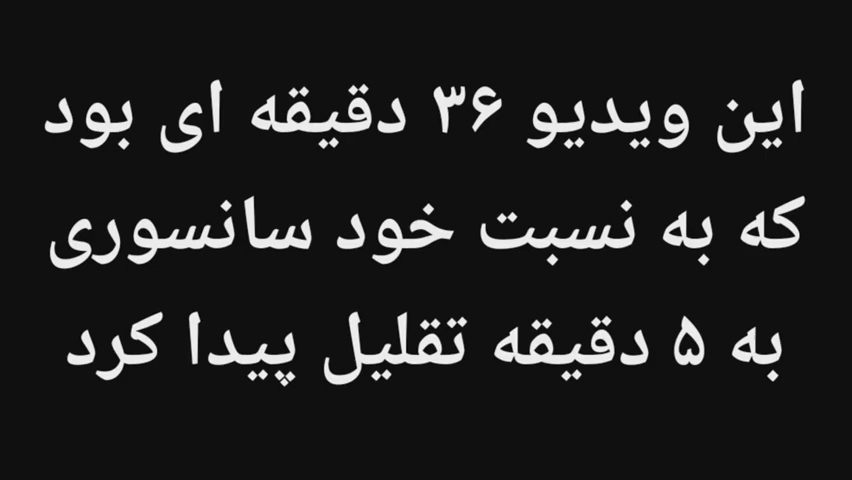 این ویدیو ۳۶ دقیقه ای بود
که به نسبت خود سانسوری
به ۵ دقیقه تقلیل پیدا کرد